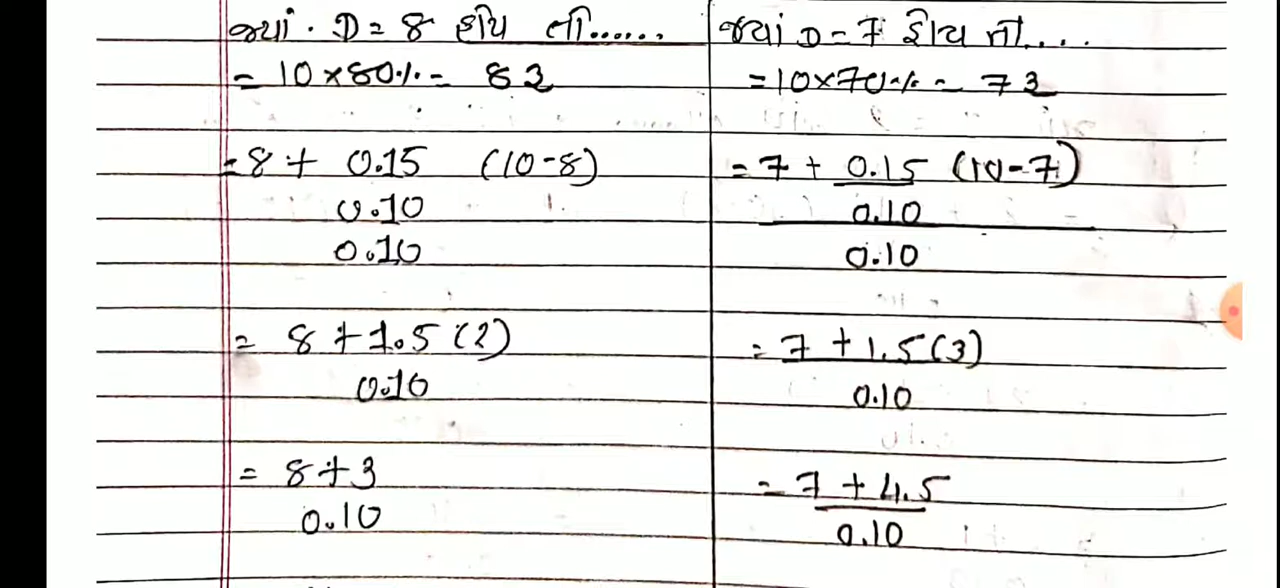 જ્યાં. D = 8 હોય તો......
= 10 x 80% = 8 રૂ
= 8 + 0.15 (10-8)
0.10
0.10
= 8 + 1.5 (2)
0.10
= 8 + 3
0.10
જ્યાં D = 7 હોય તો....
= 10 x 70% = 7 રૂ
= 7 + 0.15 (10-7)
0.10
0.10
= 7 + 1.5 (3)
0.10
= 7 + 4.5
0.10